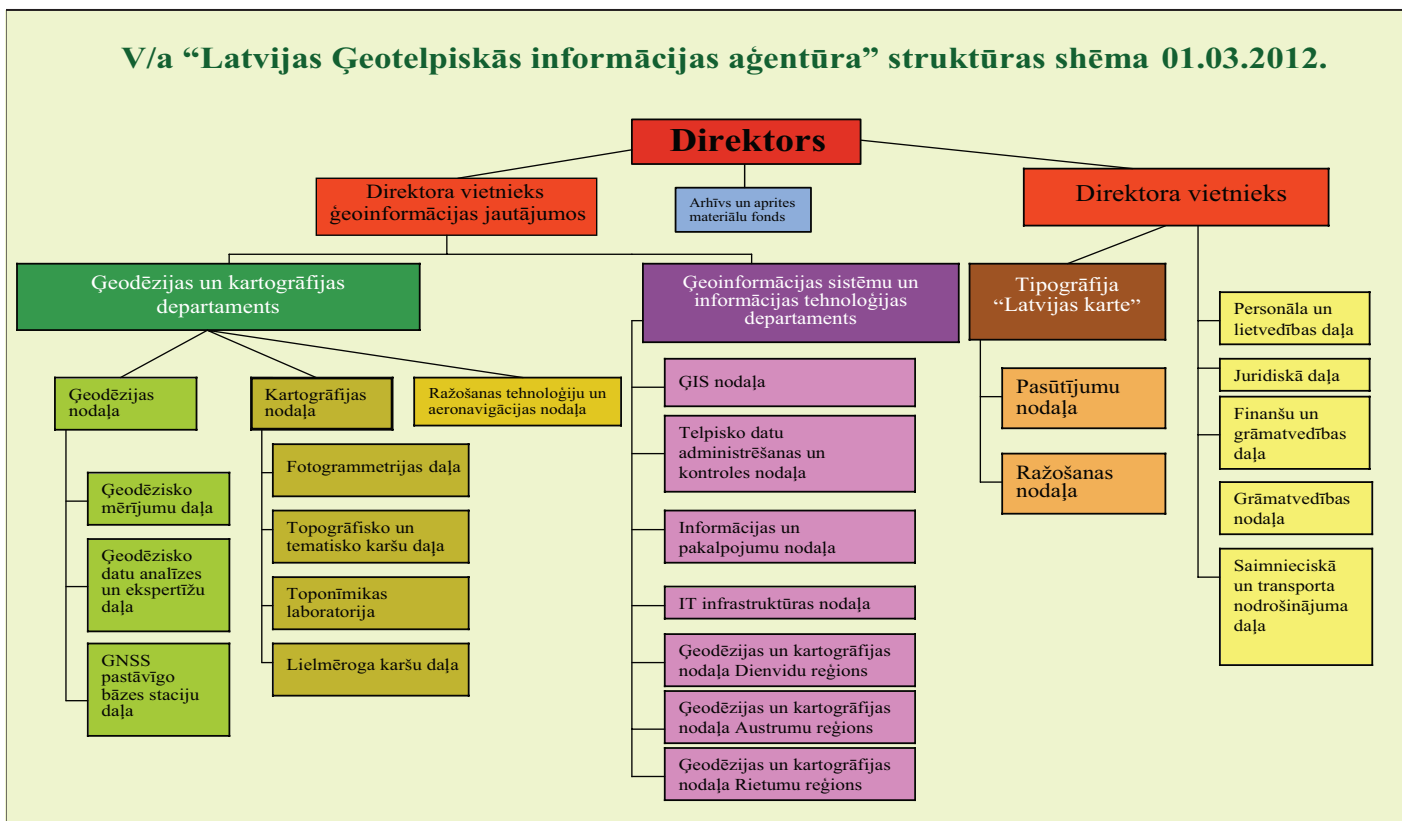 V/a “Latvijas Ģeotelpiskās informācijas aģentūra” struktūras shēma 01.03.2012.
Direktors
Direktora vietnieks
ģeoinformācijas jautājumos
Arhīvs un aprites
materiālu fonds
Direktora vietnieks
Ģeodēzijas un kartogrāfijas
departaments
Ģeoinformācijas sistēmu un
informācijas tehnoloģijas
departaments
Tipogrāfija
“Latvijas karte”
Ģeodēzijas
nodaļa
Ģeodēzisko
mērījumu daļa
Ģeodēzisko
datu analīzes
un ekspertīžu
daļa
GNSS
pastāvīgo
bāzes staciju
daļa
Kartogrāfijas
nodaļa
Fotogrammetrijas daļa
Topogrāfisko un
tematisko karšu daļa
Toponīmikas
laboratorija
Lielmēroga karšu daļa
Ražošanas tehnoloģiju un
aeronavigācijas nodaļa
ĢIS nodaļa
Telpisko datu
administrēšanas un
kontroles nodaļa
Informācijas un
pakalpojumu nodaļa
IT infrastruktūras nodaļa
Ģeodēzijas un kartogrāfijas
nodaļa Dienvidu reģions
Ģeodēzijas un kartogrāfijas
nodaļa Austrumu reģions
Ģeodēzijas un kartogrāfijas
nodaļa Rietumu reģions
Pasūtījumu
nodaļa
Ražošanas
nodaļa
Personāla un
lietvedības daļa
Juridiskā daļa
Finanšu un
grāmatvedības
daļa
Grāmatvedības
nodaļa
Saimnieciskā
un transporta
nodrošinājuma
daļa